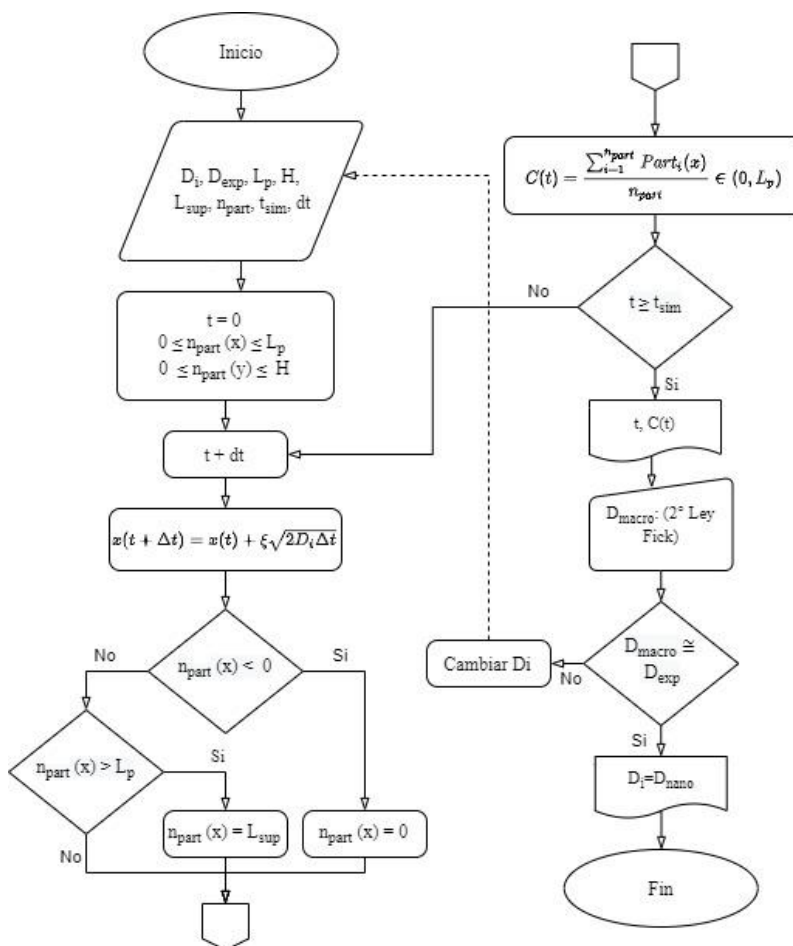 Inicio
D_i, D_exp, L_p, H,
L_sup, n_part, t_sim, dt
t = 0
0 ≤ n_part (x) ≤ L_p
0 ≤ n_part (y) ≤ H
t + dt
x(t + Δt) = x(t) + ξ√(2D_iΔt)
n_part (x) < 0
No
Si
n_part (x) > L_p
Si
No
n_part (x) = L_sup
n_part (x) = 0
C(t) = ∑_{i=1}^{n_part} Part_i(x) / n_part ∈ (0, L_p)
t ≥ t_sim
No
Si
t, C(t)
D_macro: (2° Ley
Fick)
D_macro ≅
D_exp
No
Cambiar Di
Si
D_i=D_nano
Fin